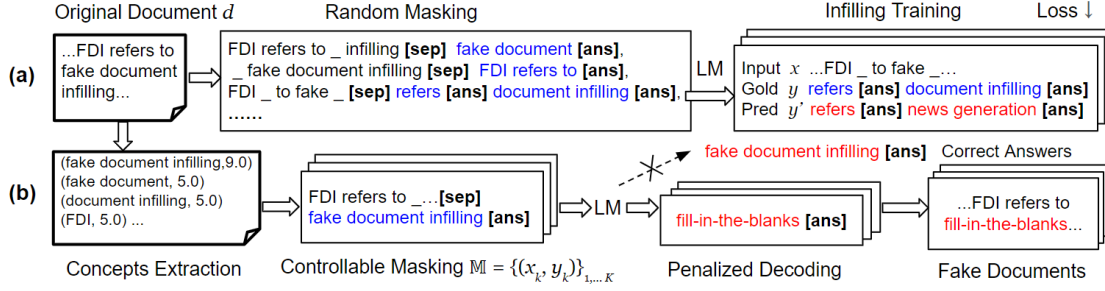 Original Document d
Random Masking
Infilling Training
Loss ↓
(a)
...FDI refers to
fake document
infilling...
FDI refers to _ infilling [sep] fake document [ans],
_ fake document infilling [sep] FDI refers to [ans],
FDI _ to fake _ [sep] refers [ans] document infilling [ans],
......
LM
Input x ...FDI _ to fake _...
Gold y refers [ans] document infilling [ans]
Pred y' refers [ans] news generation [ans]
(b)
(fake document infilling,9.0)
(fake document, 5.0)
(document infilling, 5.0)
(FDI, 5.0) ...
FDI refers to _...[sep]
fake document infilling [ans]
LM
fake document infilling [ans] Correct Answers
fill-in-the-blanks [ans]
...FDI refers to
fill-in-the-blanks...
Concepts Extraction
Controllable Masking 𝕄 = {(x_k, y_k)}_{1,...K}
Penalized Decoding
Fake Documents